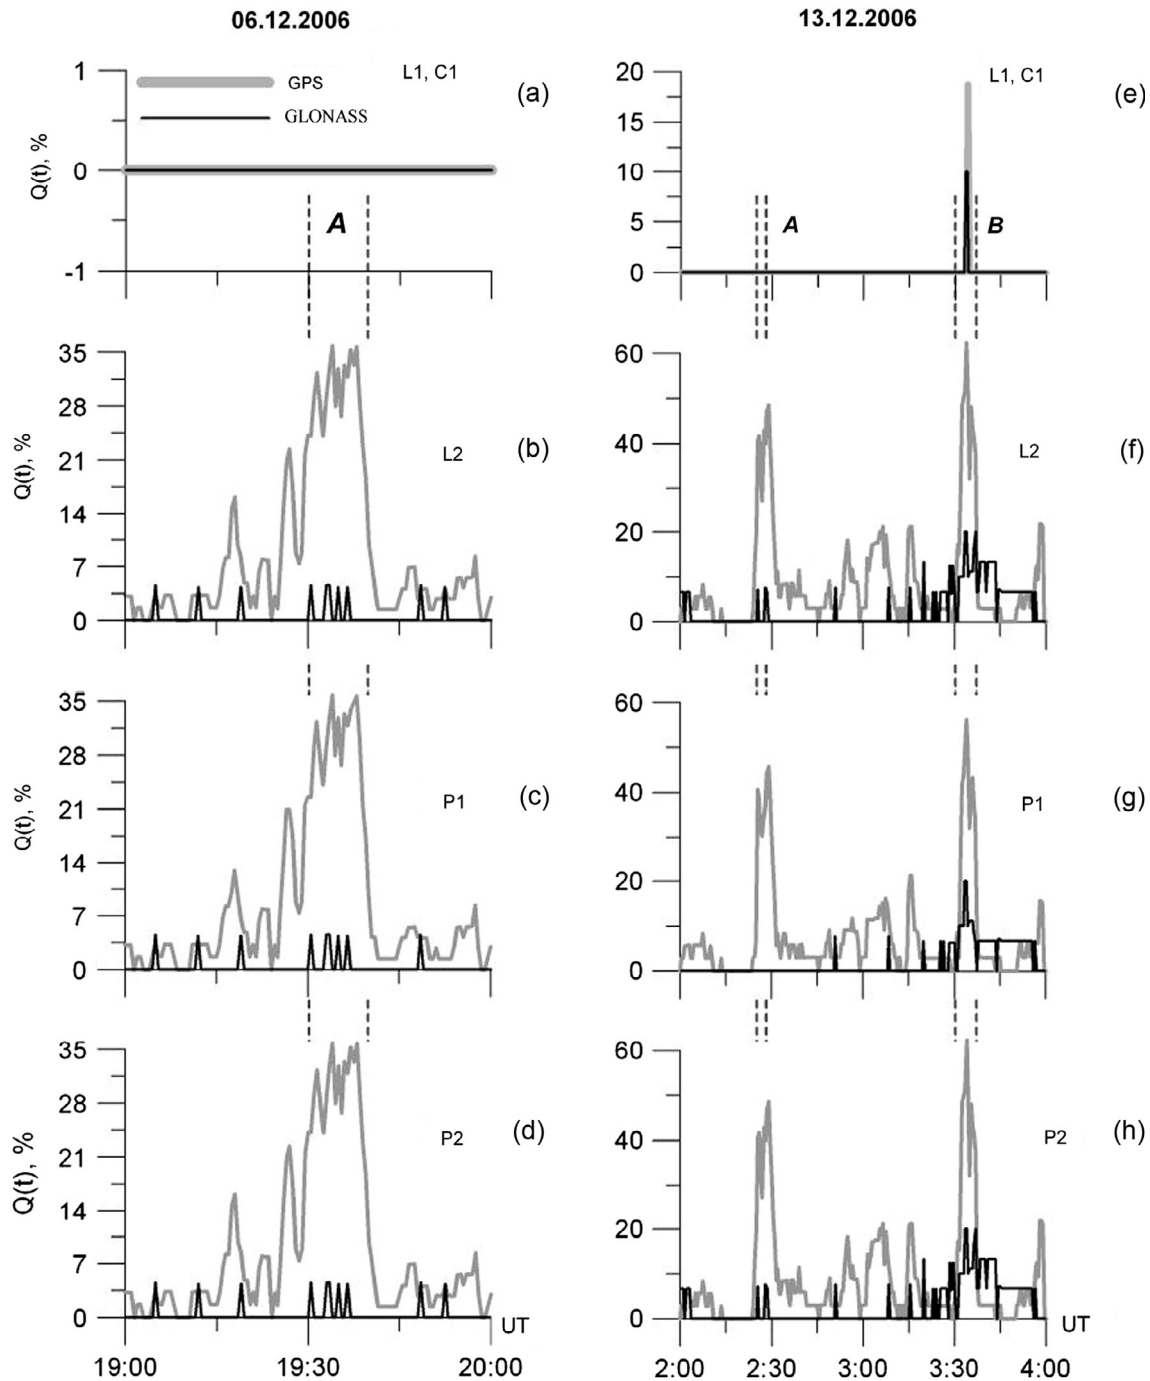 06.12.2006
13.12.2006
1
0
-1
Q(t), %
GPS
GLONASS
L1, C1
(a)
A
20
15
10
5
0
L1, C1
(e)
A
B
35
28
21
14
7
0
Q(t), %
L2
(b)
60
40
20
0
L2
(f)
35
28
21
14
7
0
Q(t), %
P1
(c)
60
40
20
0
P1
(g)
35
28
21
14
7
0
Q(t), %
P2
(d)
UT
19:00
19:30
20:00
60
40
20
0
P2
(h)
UT
2:00
2:30
3:00
3:30
4:00